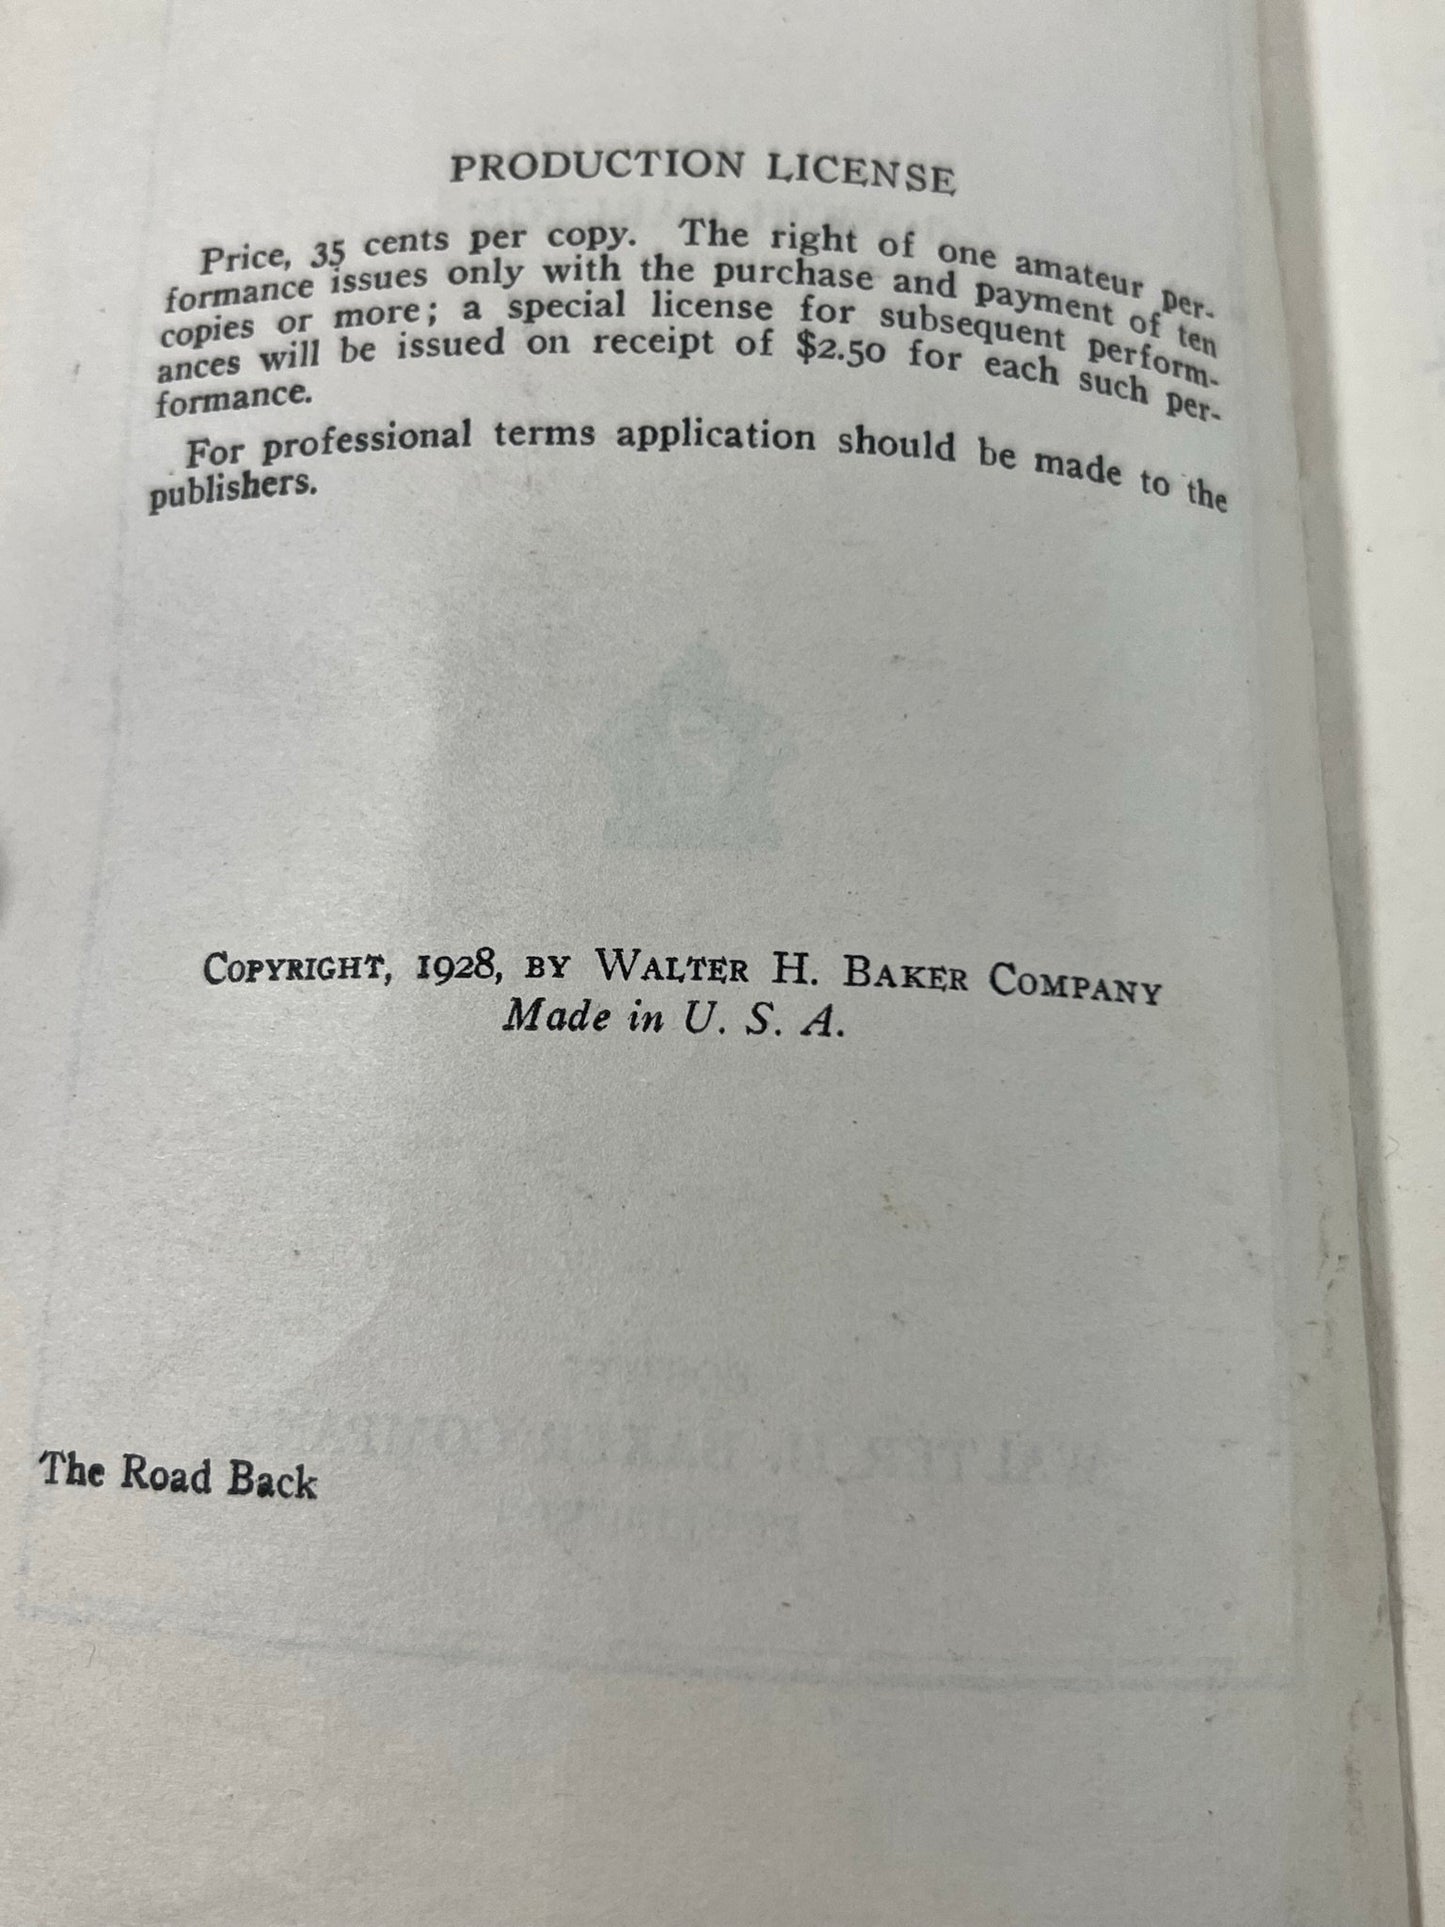 PRODUCTION LICENSE
Price, 35 cents per copy. The right of one amateur per-
formance issues only with the purchase and payment of ten
copies or more; a special license for subsequent perform-
ances will be issued on receipt of $2.50 for each such per-
formance.
For professional terms application should be made to the
publishers.
COPYRIGHT, 1928, BY WALTER H. BAKER COMPANY
Made in U. S. A.
The Road Back